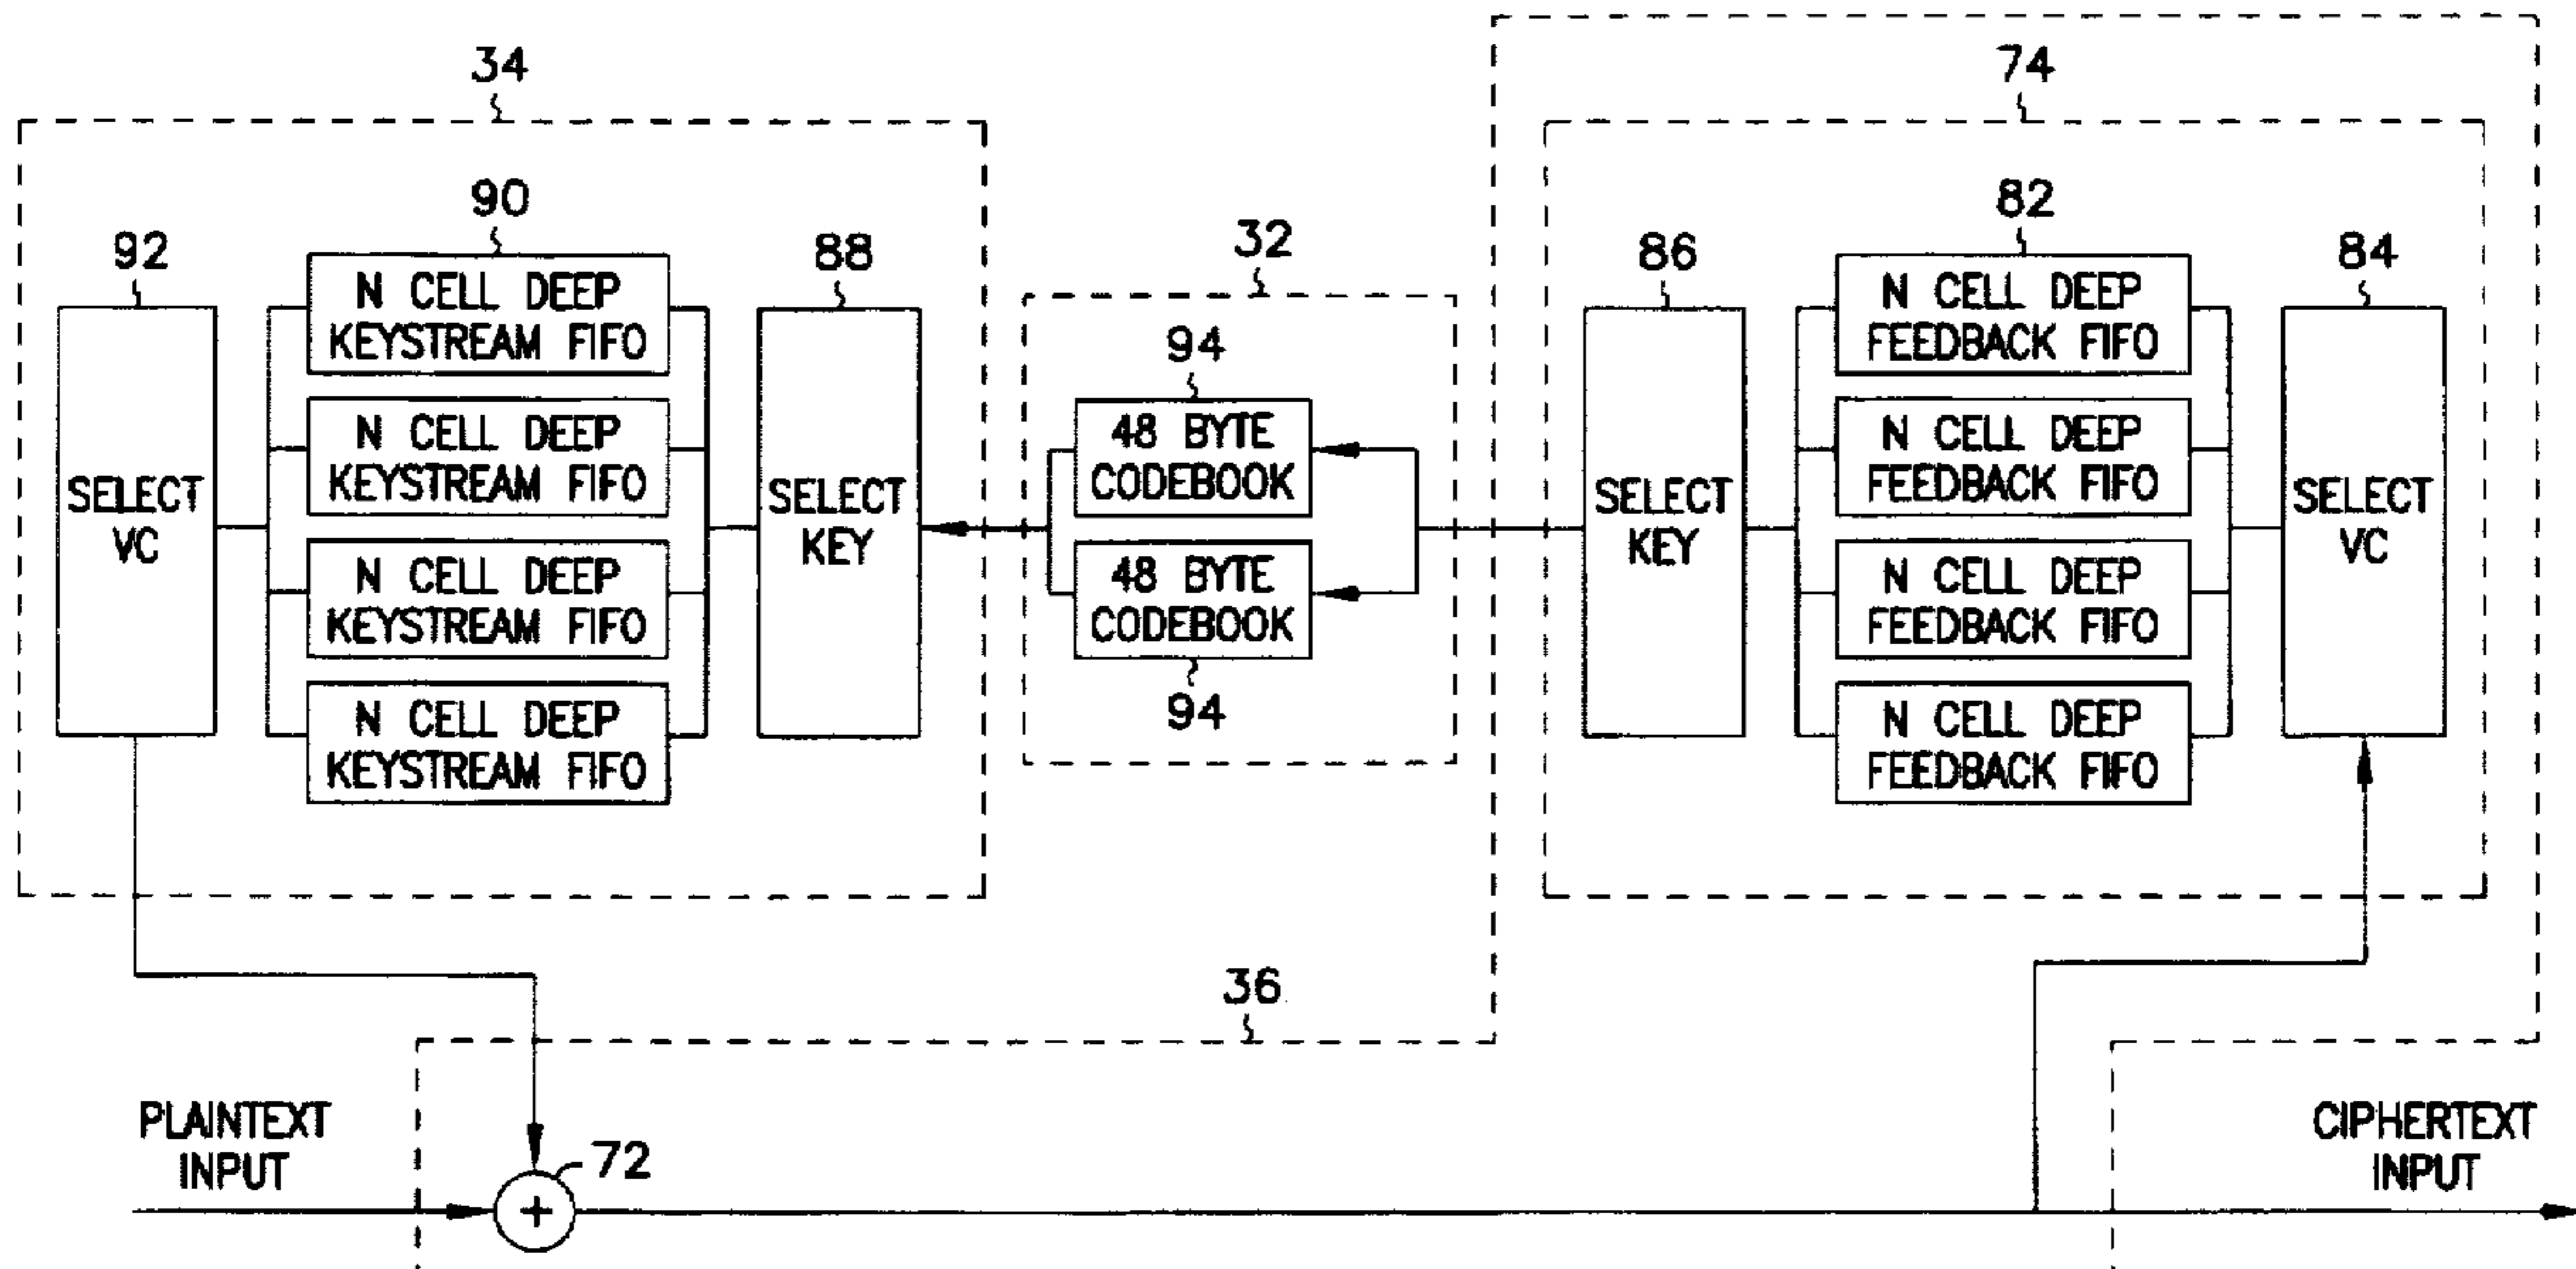 34
74
90
82
92
32
88
86
84
N CELL DEEP
KEYSTREAM FIFO
N CELL DEEP
KEYSTREAM FIFO
N CELL DEEP
KEYSTREAM FIFO
N CELL DEEP
KEYSTREAM FIFO
SELECT
VC
SELECT
KEY
94
48 BYTE
CODEBOOK
48 BYTE
CODEBOOK
94
SELECT
KEY
N CELL DEEP
FEEDBACK FIFO
N CELL DEEP
FEEDBACK FIFO
N CELL DEEP
FEEDBACK FIFO
N CELL DEEP
FEEDBACK FIFO
SELECT
VC
36
PLAINTEXT
INPUT
+
72
CIPHERTEXT
INPUT